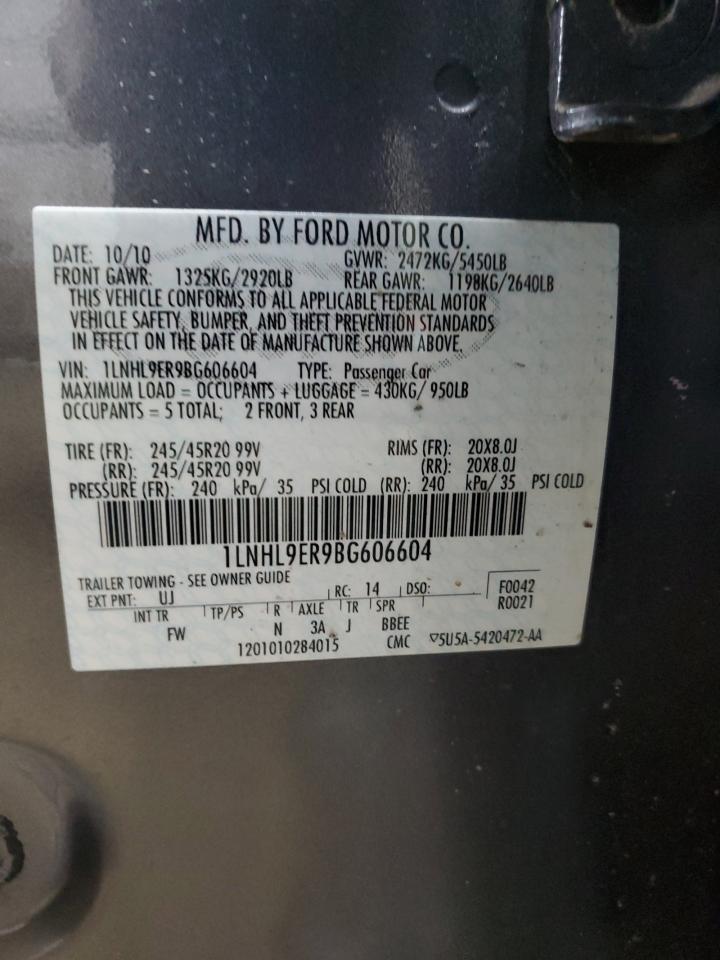 MFD. BY FORD MOTOR CO.
DATE: 10/10 GVWR: 2472KG/5450LB
FRONT GAWR: 1325KG/2920LB REAR GAWR: 1198KG/2640LB
THIS VEHICLE CONFORMS TO ALL APPLICABLE FEDERAL MOTOR
VEHICLE SAFETY, BUMPER, AND THEFT PREVENTION STANDARDS
IN EFFECT ON THE DATE OF MANUFACTURE SHOWN ABOVE.
VIN: 1LNHL9ER9BG606604 TYPE: Passenger Car
MAXIMUM LOAD = OCCUPANTS + LUGGAGE = 430KG/ 950LB
OCCUPANTS = 5 TOTAL; 2 FRONT, 3 REAR
TIRE (FR): 245/45R20 99V RIMS (FR): 20X8.0J
(RR): 245/45R20 99V (RR): 20X8.0J
PRESSURE (FR): 240 kPa/ 35 PSI COLD (RR): 240 kPa/ 35 PSI COLD
1LNHL9ER9BG606604
TRAILER TOWING - SEE OWNER GUIDE
EXT PNT: UJ RC: 14 DSO: F0042
R0021
INT TR TP/PS R AXLE TR SPR
FW N 3A J BBEE
1201010284015 CMC ▽5U5A-5420472-AA